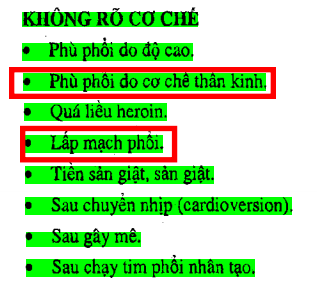 KHÔNG RÕ CƠ CHẾ
• Phù phổi do độ cao.
• Phù phổi do cơ chế thân kinh.
• Quá liều heroin.
• Lấp mạch phổi.
• Tiền sản giật, sản giật.
• Sau chuyển nhịp (cardioversion).
• Sau gây mê.
• Sau chạy tim phổi nhân tạo.